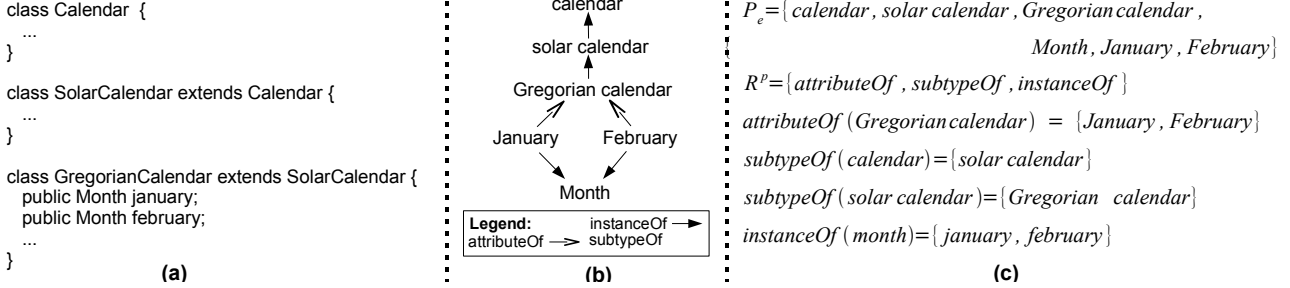 class Calendar {
...
}
class SolarCalendar extends Calendar {
...
}
class GregorianCalendar extends SolarCalendar {
public Month january;
public Month february;
...
}
(a)
calendar
solar calendar
Gregorian calendar
January February
Month
Legend: instanceOf
attributeOf subtypeOf
(b)
P_e={calendar, solar calendar, Gregorian calendar,
Month, January, February}
R^p={attributeOf, subtypeOf, instanceOf}
attributeOf(Gregorian calendar) = {January, February}
subtypeOf(calendar)={solar calendar}
subtypeOf(solar calendar)={Gregorian calendar}
instanceOf(month)={january, february}
(c)